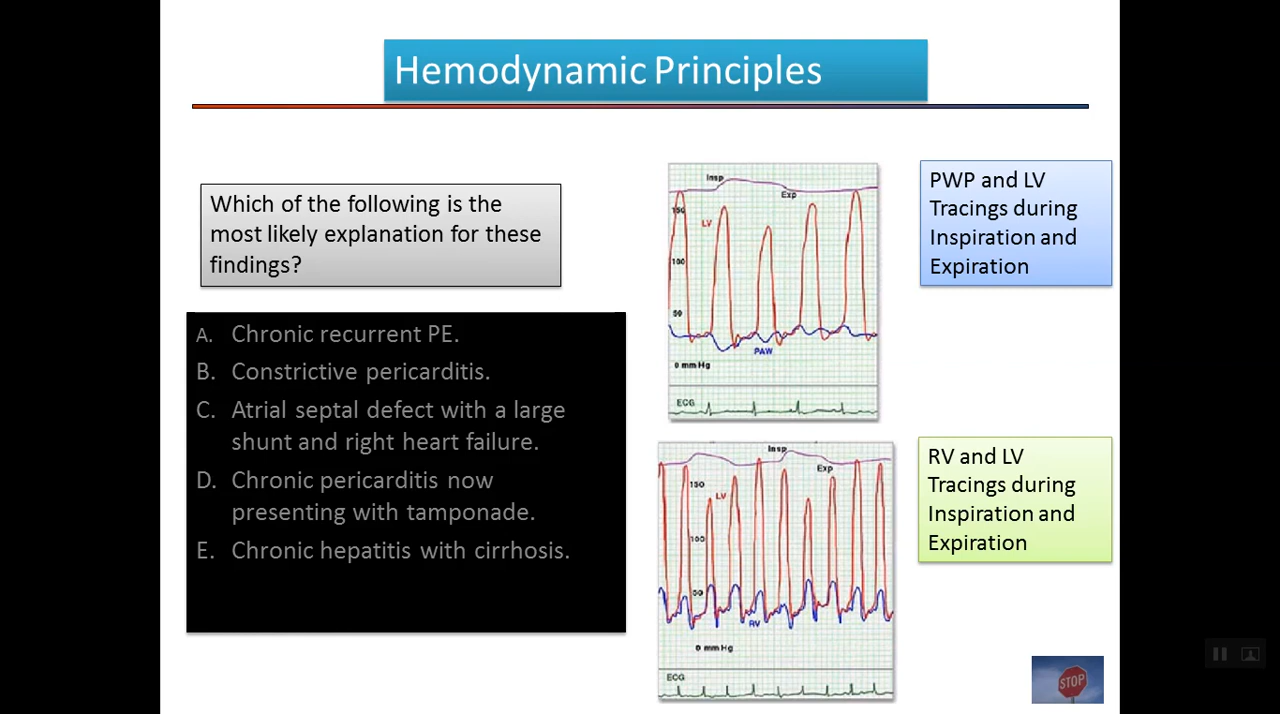 Hemodynamic Principles
Which of the following is the
most likely explanation for these
findings?
A. Chronic recurrent PE.
B. Constrictive pericarditis.
C. Atrial septal defect with a large
shunt and right heart failure.
D. Chronic pericarditis now
presenting with tamponade.
E. Chronic hepatitis with cirrhosis.
Insp
Exp
150
LV
100
50
PAW
0 mm Hg
ECG
PWP and LV
Tracings during
Inspiration and
Expiration
Insp
Exp
150
LV
100
50
RV
0 mm Hg
ECG
RV and LV
Tracings during
Inspiration and
Expiration
STOP